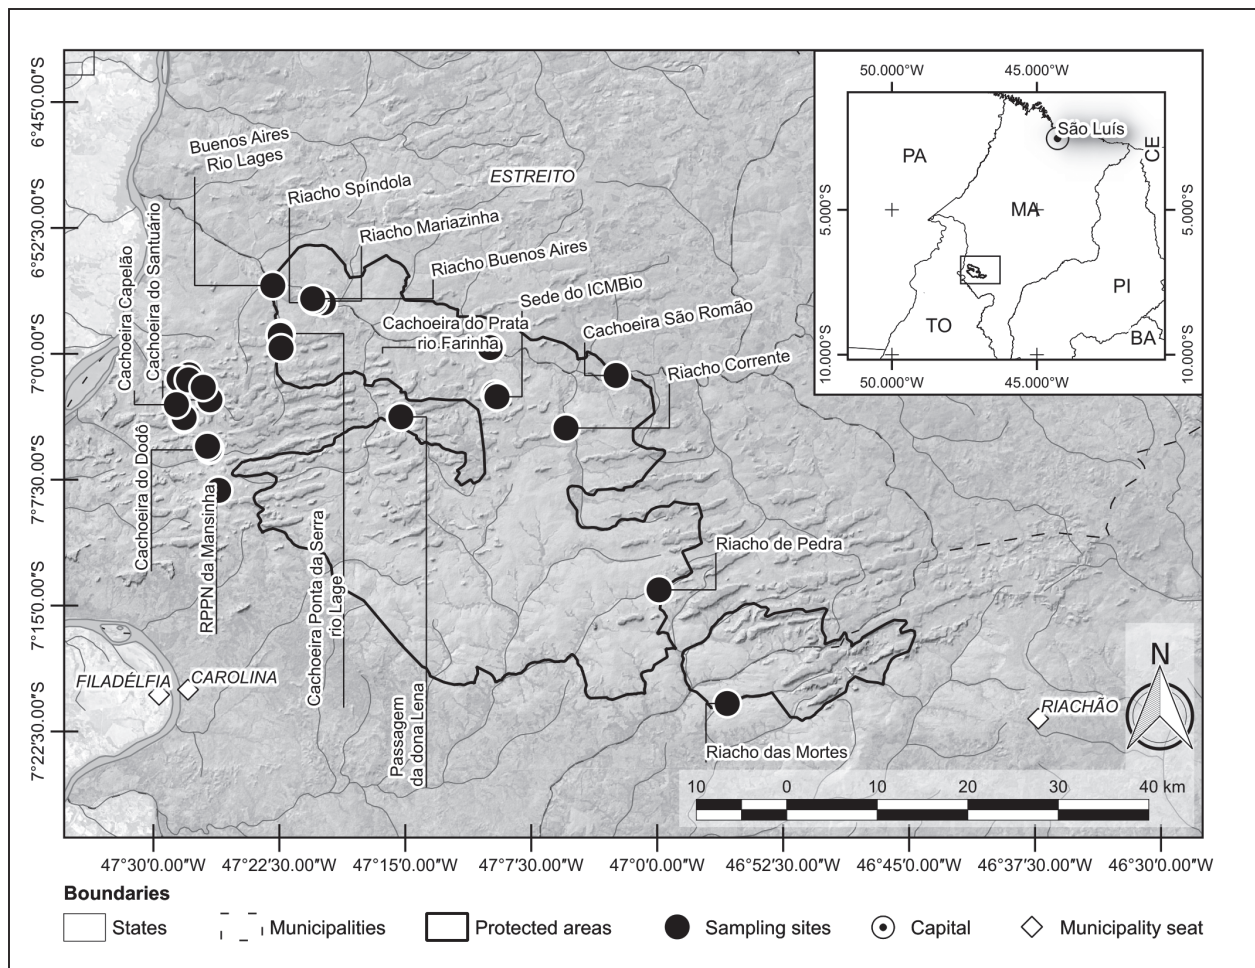 50.000°W
45.000°W
São Luís
CE
PA
MA
5.000°S
5.000°S
PI
TO
BA
10.000°S
10.000°S
50.000°W
45.000°W
6°45'0.00"S
6°52'30.00"S
7°0'0.00"S
7°7'30.00"S
7°15'0.00"S
7°22'30.00"S
Buenos Aires
Rio Lages
Riacho Spíndola
ESTREITO
Riacho Mariazinha
Riacho Buenos Aires
Sede do ICMBio
Cachoeira Capelão
Cachoeira do Santuário
Cachoeira do Prata
rio Farinha
Cachoeira São Romão
Riacho Corrente
Cachoeira do Dodô
RPPN da Mansinha
Cachoeira Ponta da Serra
rio Lage
Passagem
da donal Lena
Riacho de Pedra
FILADÉLFIA
CAROLINA
RIACHÃO
Riacho das Mortes
N
10
0
10
20
30
40 km
47°30'0.00"W
47°22'30.00"W
47°15'0.00"W
47°7'30.00"W
47°0'0.00"W
46°52'30.00"W
46°45'0.00"W
46°37'30.00"W
46°30'0.00"W
Boundaries
States
Municipalities
Protected areas
Sampling sites
Capital
Municipality seat